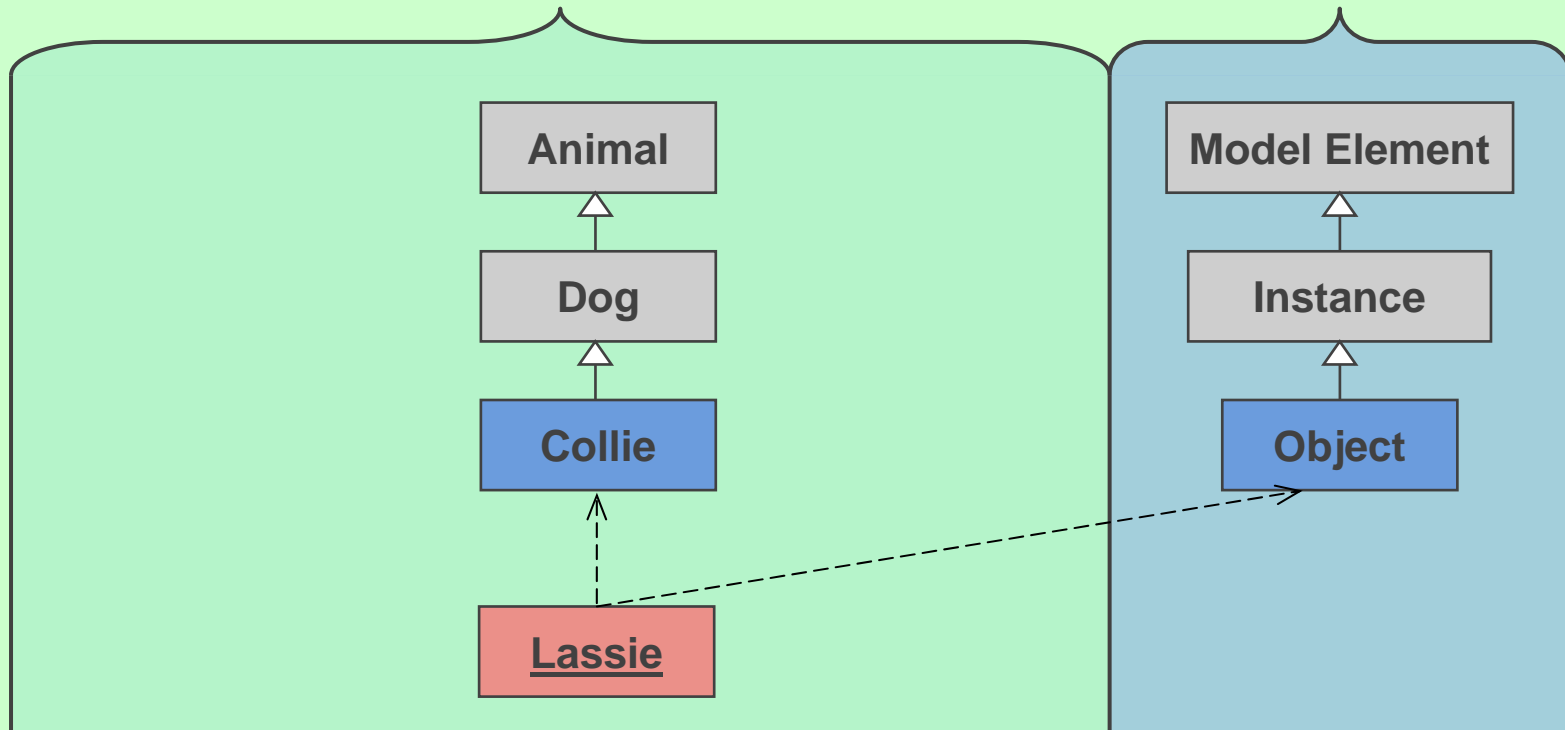 Animal
Dog
Collie
Lassie
Model Element
Instance
Object